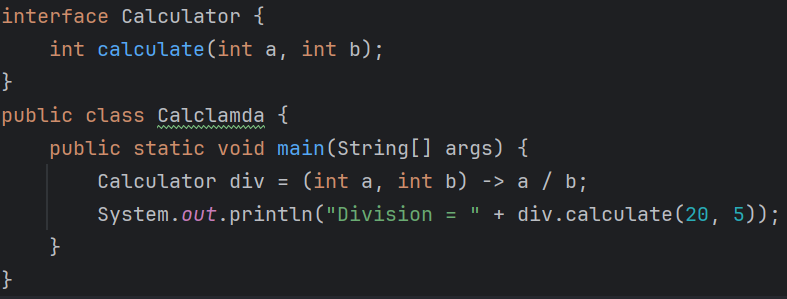 interface Calculator {
    int calculate(int a, int b);
}
public class Calclamda {
    public static void main(String[] args) {
        Calculator div = (int a, int b) -> a / b;
        System.out.println("Division = " + div.calculate(20, 5));
    }
}